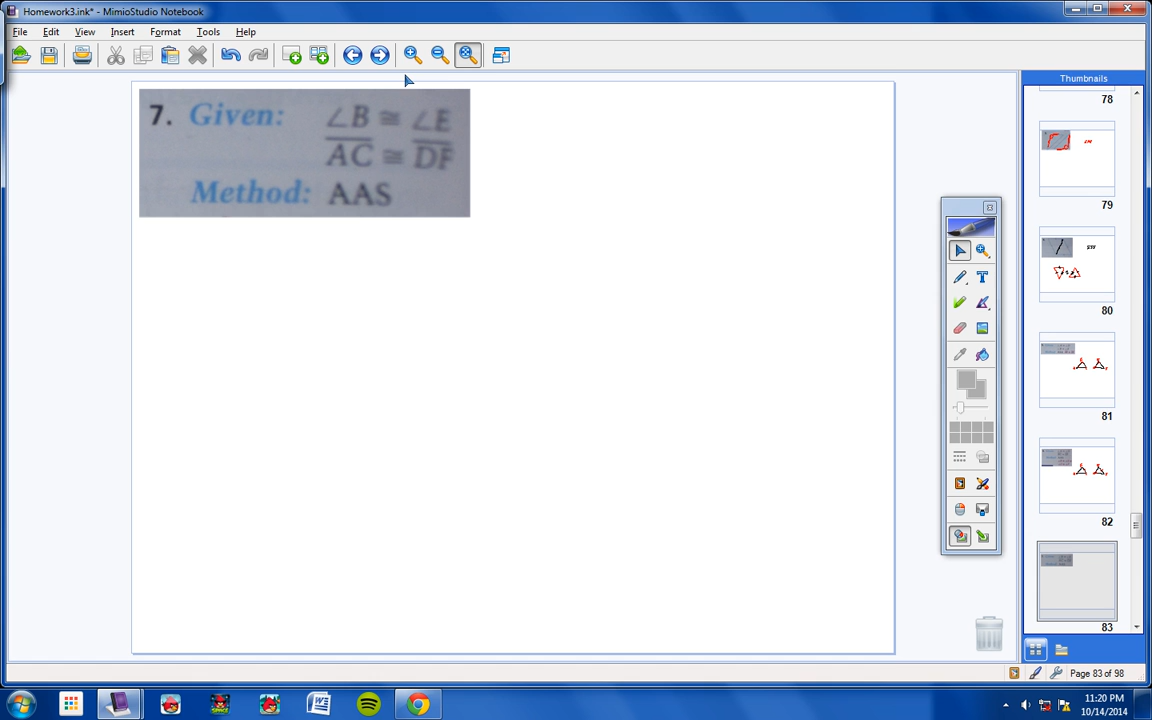 Homework3.ink* - MimioStudio Notebook
File Edit View Insert Format Tools Help
Thumbnails
7. Given: ∠B ≅ ∠E
AC ≅ DF
Method: AAS
T
78
79
80
81
82
83
Page 83 of 98
11:20 PM
10/14/2014